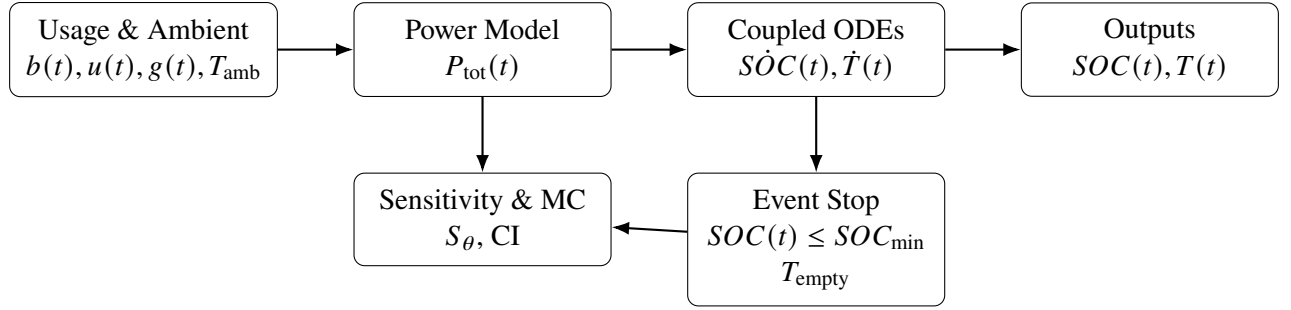 Usage & Ambient
b(t), u(t), g(t), T_amb
Power Model
P_tot(t)
Coupled ODEs
SȮC(t), Ṫ(t)
Outputs
SOC(t), T(t)
Sensitivity & MC
S_θ, CI
Event Stop
SOC(t) ≤ SOC_min
T_empty